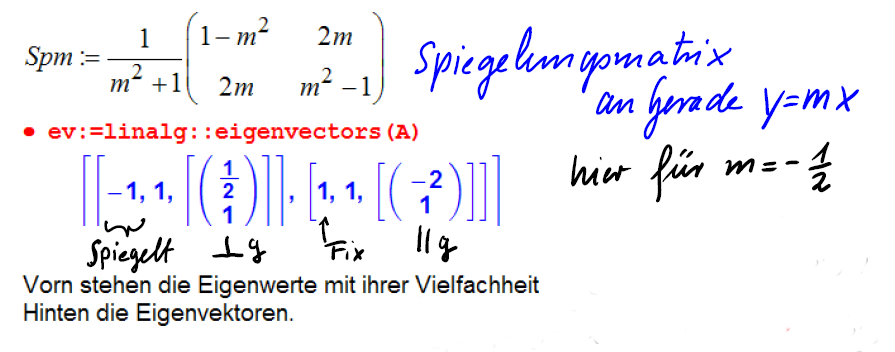 Spm := 1/(m² + 1) (1 − m² 2m
2m m² − 1)
Spiegelungsmatrix
an Gerade y=mx
• ev:=linalg::eigenvectors(A)
hier für m = - 1/2
[[−1, 1, [(1/2 1)]], [1, 1, [(−2 1)]]]
Spiegelt ⊥ g Fix || g
Vorn stehen die Eigenwerte mit ihrer Vielfachheit
Hinten die Eigenvektoren.